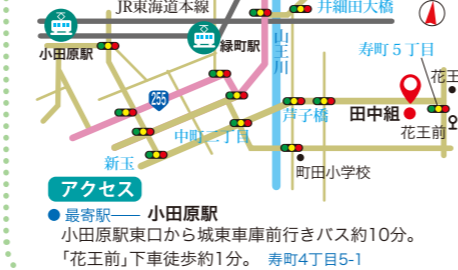 JR東海道本線
井細田大橋
小田原駅
緑町駅
山王川
寿町5丁目
255
芦子橋
田中組
花王前
中町二丁目
新玉
町田小学校
アクセス
●最寄駅── 小田原駅
小田原駅東口から城東車庫前行きバス約10分。
「花王前」下車徒歩約1分。 寿町4丁目5-1